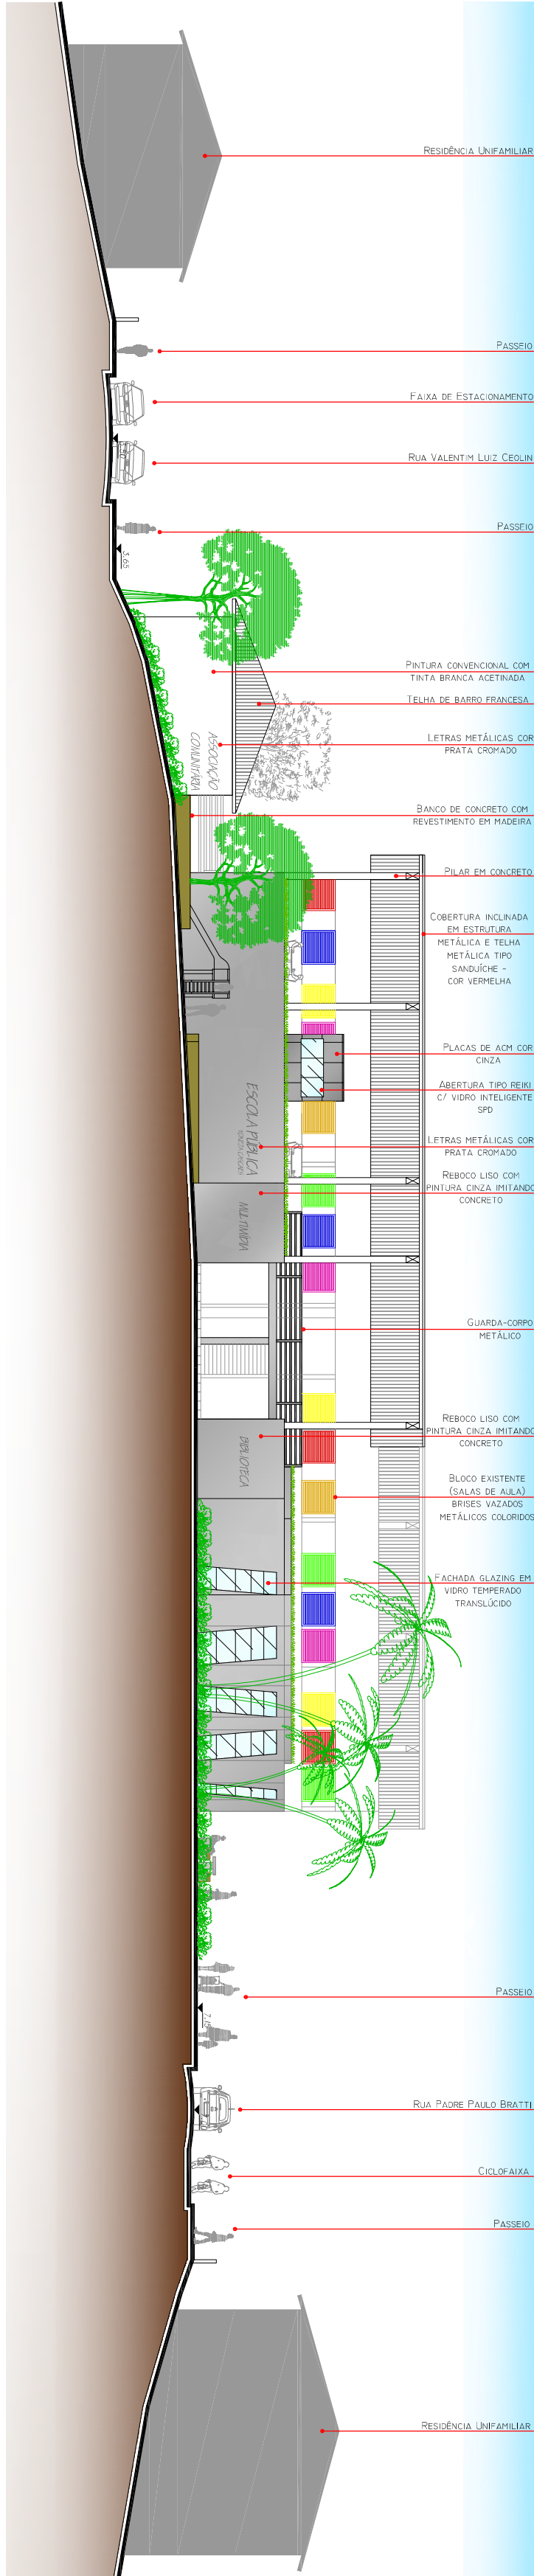 RESIDÊNCIA UNIFAMILIAR
PASSEIO
FAIXA DE ESTACIONAMENTO
RUA VALENTIM LUIZ CEOLIN
PASSEIO
3,65
PINTURA CONVENCIONAL COM
TINTA BRANCA ACETINADA
TELHA DE BARRO FRANCESA
LETRAS METÁLICAS COR
PRATA CROMADO
ASSOCIAÇÃO
COMUNITÁRIA
BANCO DE CONCRETO COM
REVESTIMENTO EM MADEIRA
PILAR EM CONCRETO
COBERTURA INCLINADA
EM ESTRUTURA
METÁLICA E TELHA
METÁLICA TIPO
SANDUÍCHE -
COR VERMELHA
PLACAS DE ACM COR
CINZA
ABERTURA TIPO REIKI
C/ VIDRO INTELIGENTE
SPD
ESCOLA PÚBLICA
LETRAS METÁLICAS COR
PRATA CROMADO
REBOCO LISO COM
PINTURA CINZA IMITANDO
CONCRETO
MULTIMÍDIA
GUARDA-CORPO
METÁLICO
REBOCO LISO COM
PINTURA CINZA IMITANDO
CONCRETO
BIBLIOTECA
BLOCO EXISTENTE
(SALAS DE AULA)
BRISES VAZADOS
METÁLICOS COLORIDOS
FACHADA GLAZING EM
VIDRO TEMPERADO
TRANSLÚCIDO
PASSEIO
7,15
RUA PADRE PAULO BRATTI
CICLOFAIXA
PASSEIO
RESIDÊNCIA UNIFAMILIAR